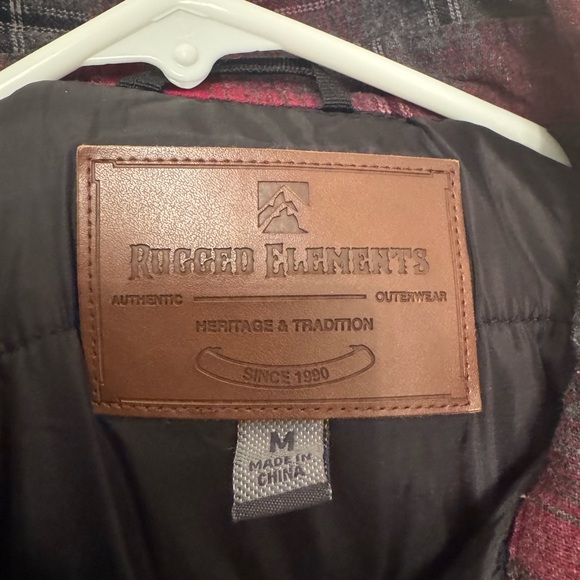 RUGGED ELEMENTS
AUTHENTIC OUTERWEAR
HERITAGE & TRADITION
SINCE 1990
M
MADE IN
CHINA